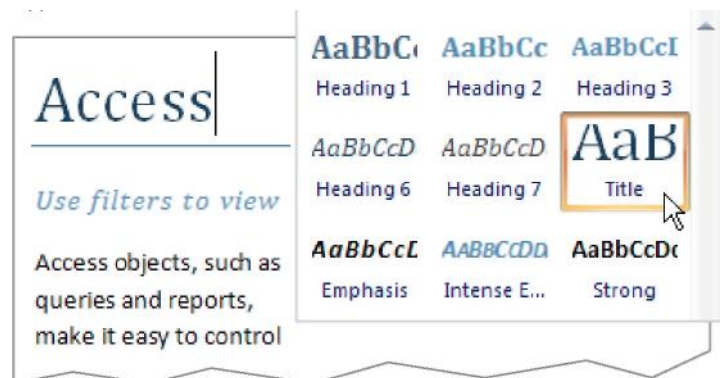 Access
Use filters to view
Access objects, such as
queries and reports,
make it easy to control
AaBbC AaBbCc AaBbCcI
Heading 1 Heading 2 Heading 3
AaBbCcD AaBbCcD AaB
Heading 6 Heading 7 Title
AaBbCcL AABBCCDD AaBbCcDc
Emphasis Intense E... Strong